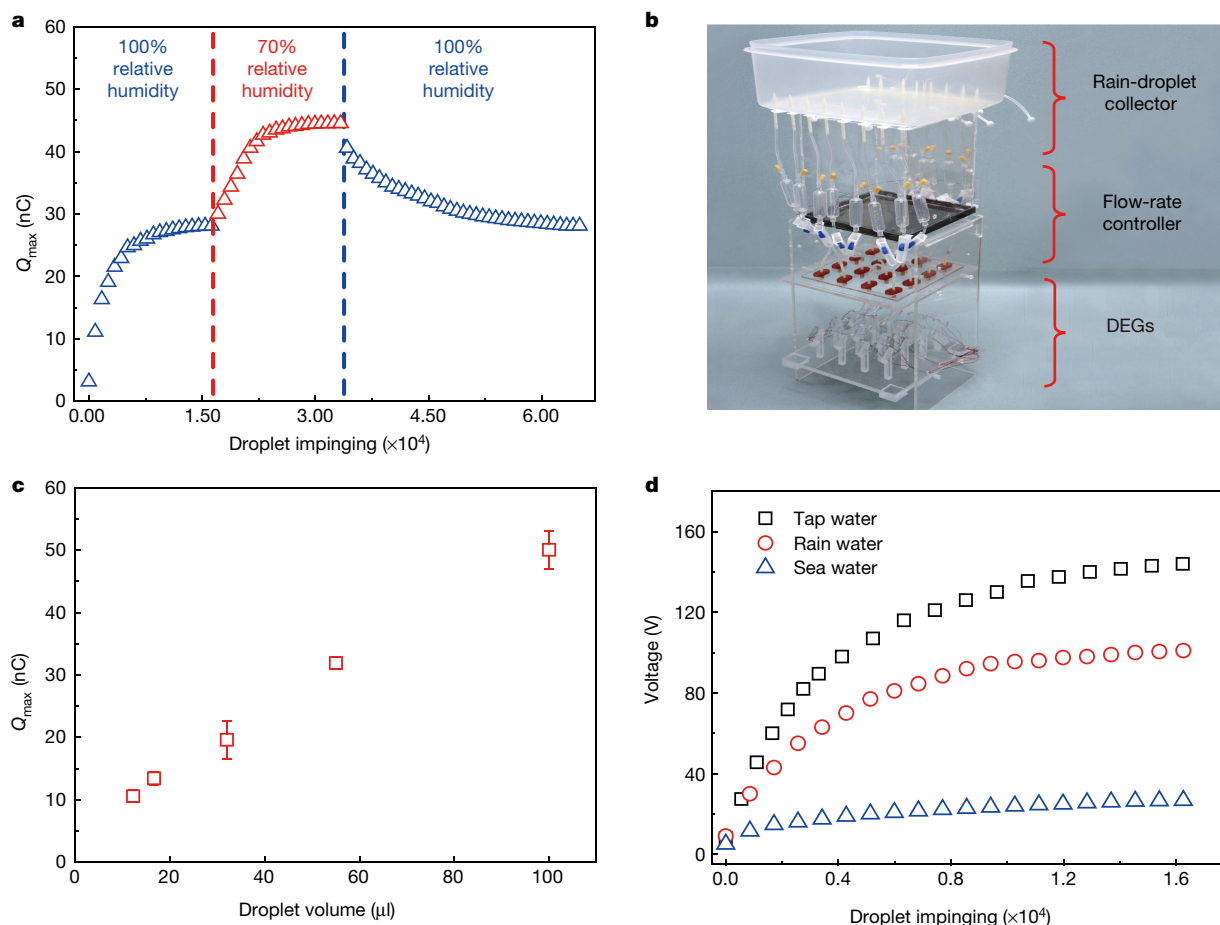 a
60
50
40
30
20
10
0
Q_max (nC)
100%
relative
humidity
70%
relative
humidity
100%
relative
humidity
0.00 1.50 3.00 4.50 6.00
Droplet impinging (×10⁴)
b
Rain-droplet
collector
Flow-rate
controller
DEGs
c
60
50
40
30
20
10
0
Q_max (nC)
0 20 40 60 80 100
Droplet volume (μl)
d
160
120
80
40
0
Voltage (V)
Tap water
Rain water
Sea water
0.0 0.4 0.8 1.2 1.6
Droplet impinging (×10⁴)